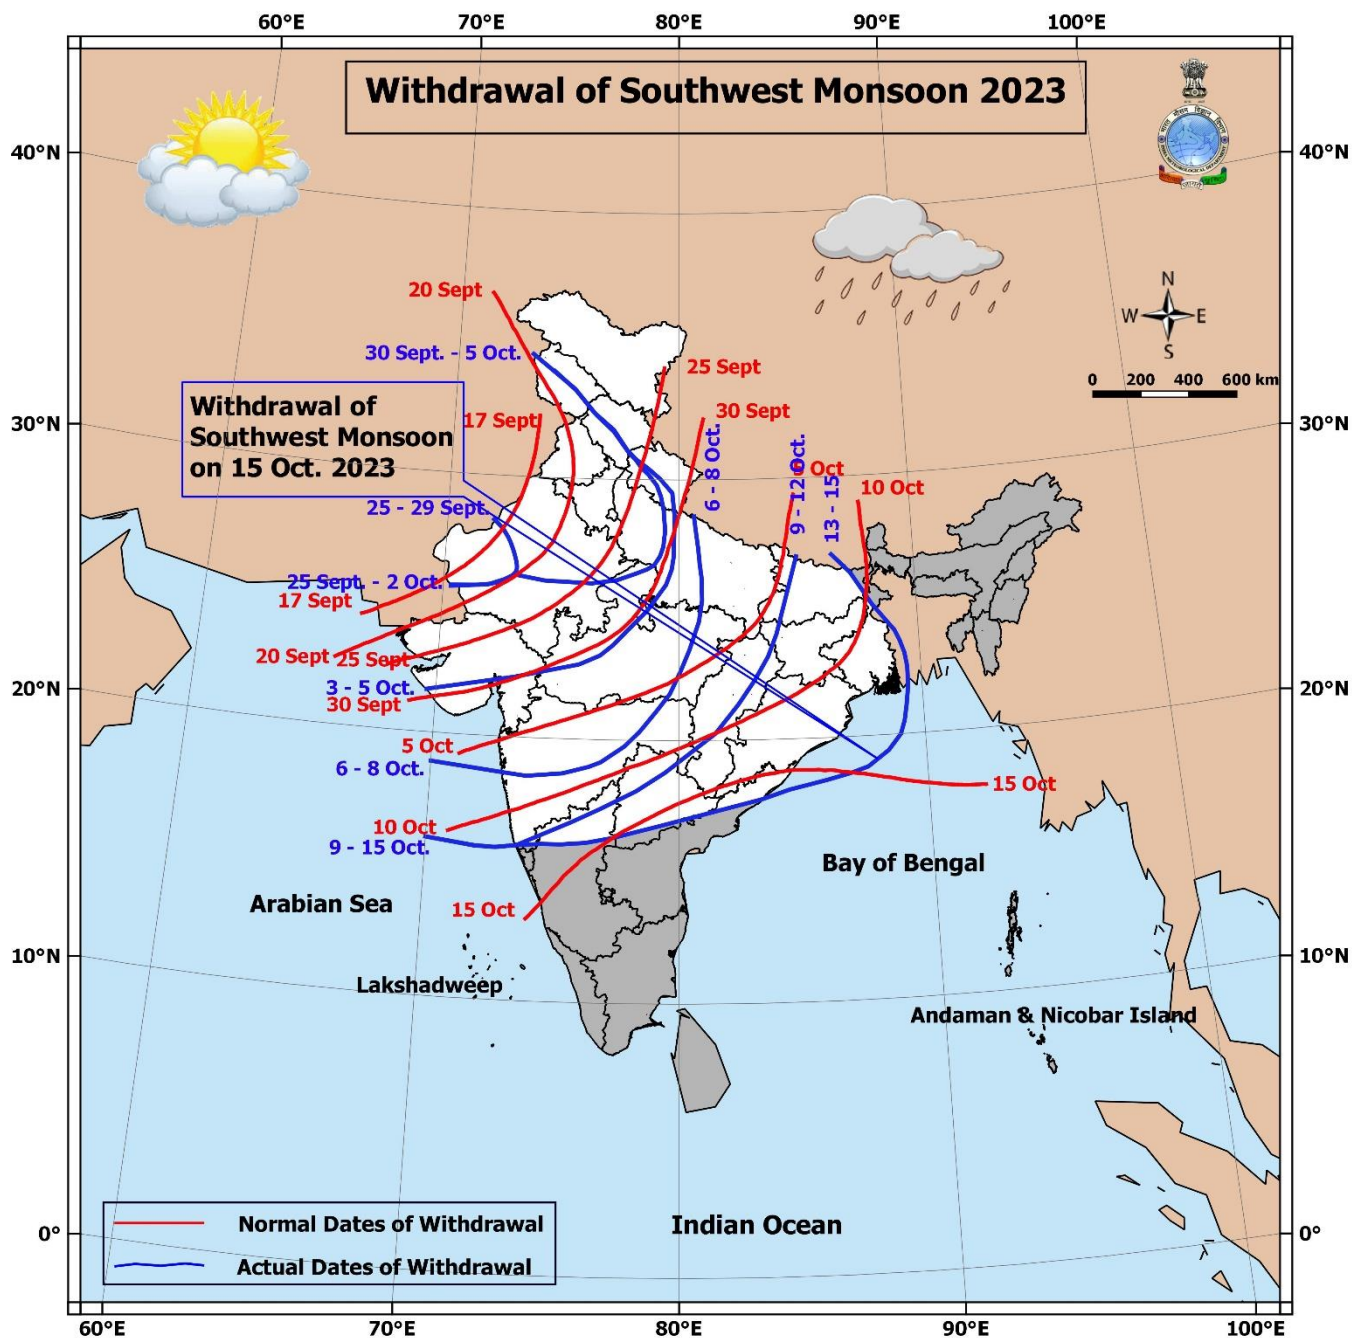 60°E 70°E 80°E 90°E 100°E
Withdrawal of Southwest Monsoon 2023
40°N 40°N
N
W E
S
20 Sept
30 Sept. - 5 Oct.
25 Sept
0 200 400 600 km
Withdrawal of
Southwest Monsoon
on 15 Oct. 2023
17 Sept
30 Sept
30°N 30°N
6 - 8 Oct.
9 - 12 Oct.
13 - 15
Oct
10 Oct
25 - 29 Sept.
25 Sept. - 2 Oct.
17 Sept
20 Sept
25 Sept
20°N 20°N
3 - 5 Oct.
30 Sept
5 Oct
6 - 8 Oct.
15 Oct
10 Oct
9 - 15 Oct.
Bay of Bengal
Arabian Sea
15 Oct
10°N 10°N
Lakshadweep
Andaman & Nicobar Island
Normal Dates of Withdrawal
Indian Ocean
0° 0°
Actual Dates of Withdrawal
60°E 70°E 80°E 90°E 100°E